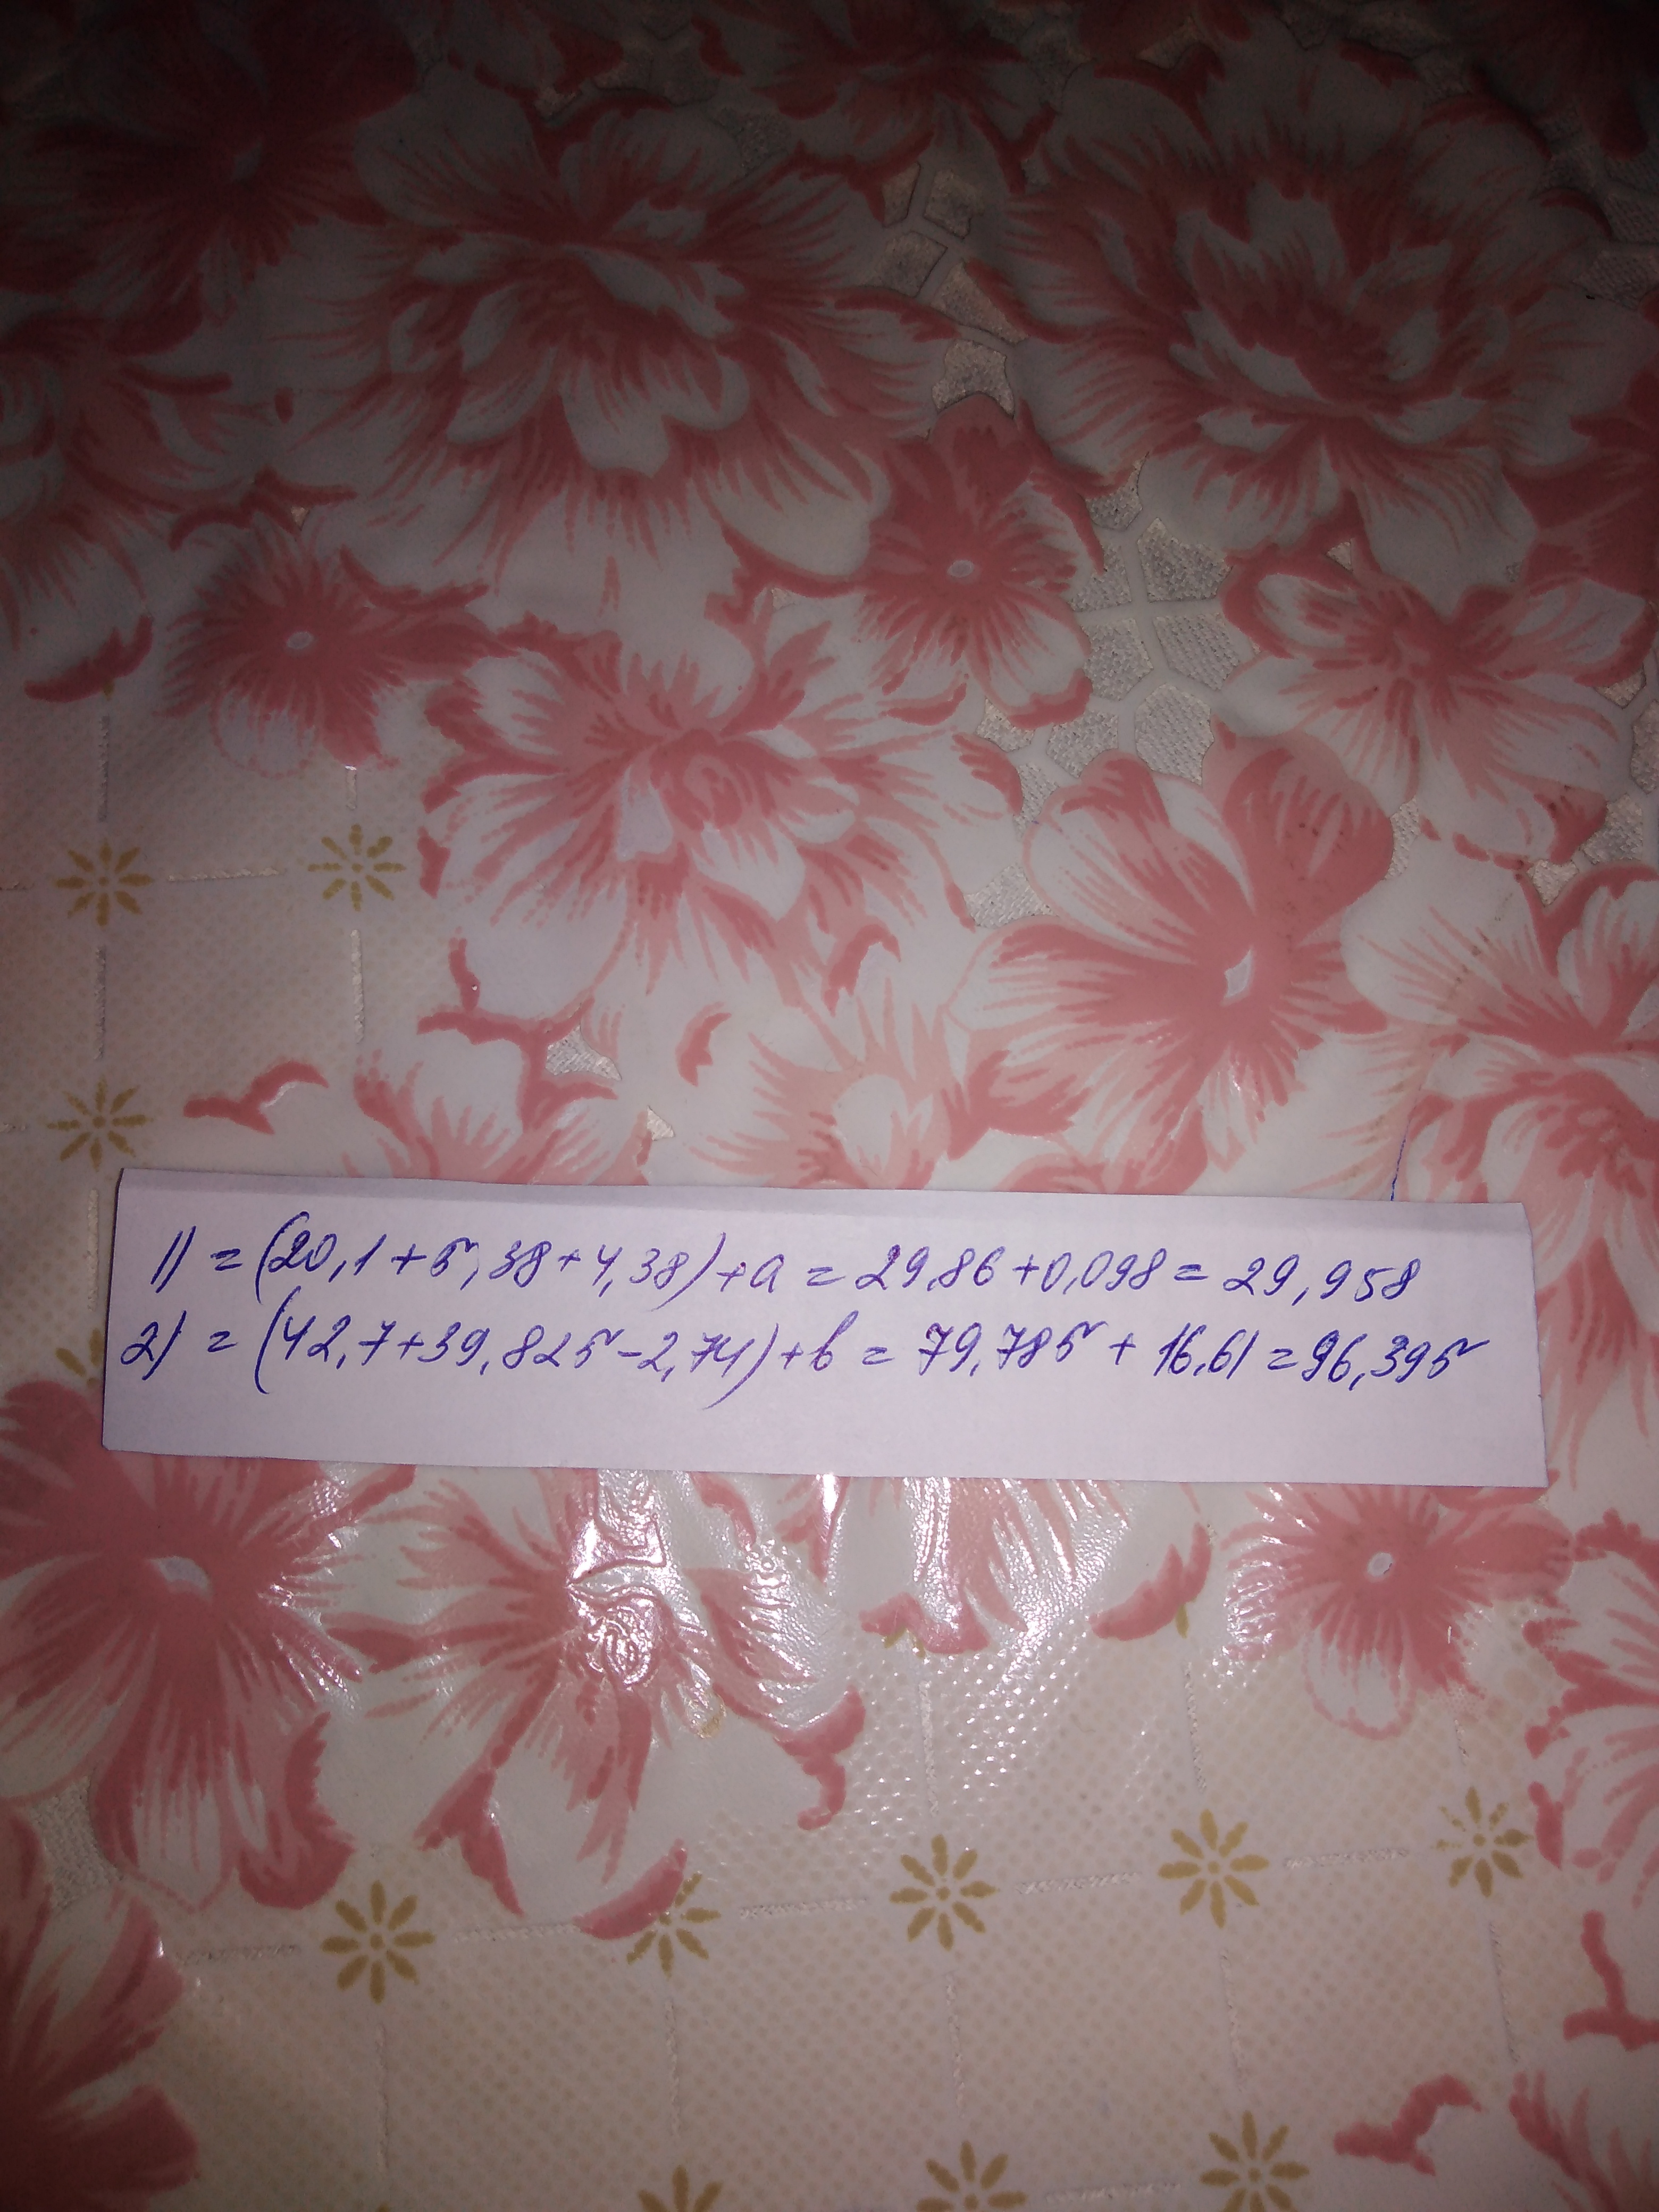 1) = (20,1+5,38+4,38)+a = 29,86+0,098 = 29,958
2) = (42,7+39,825-2,74)+b = 79,785 + 16,61 = 96,395